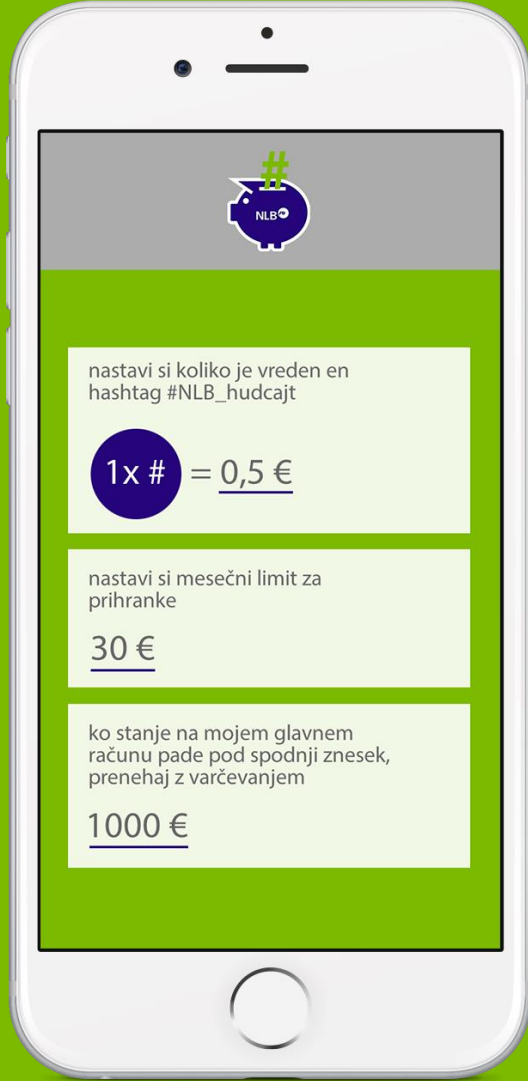 #
NLB
nastavi si koliko je vreden en
hashtag #NLB_hudcajt
1x # = 0,5 €
nastavi si mesečni limit za
prihranke
30 €
ko stanje na mojem glavnem
računu pade pod spodnji znesek,
prenehaj z varčevanjem
1000 €